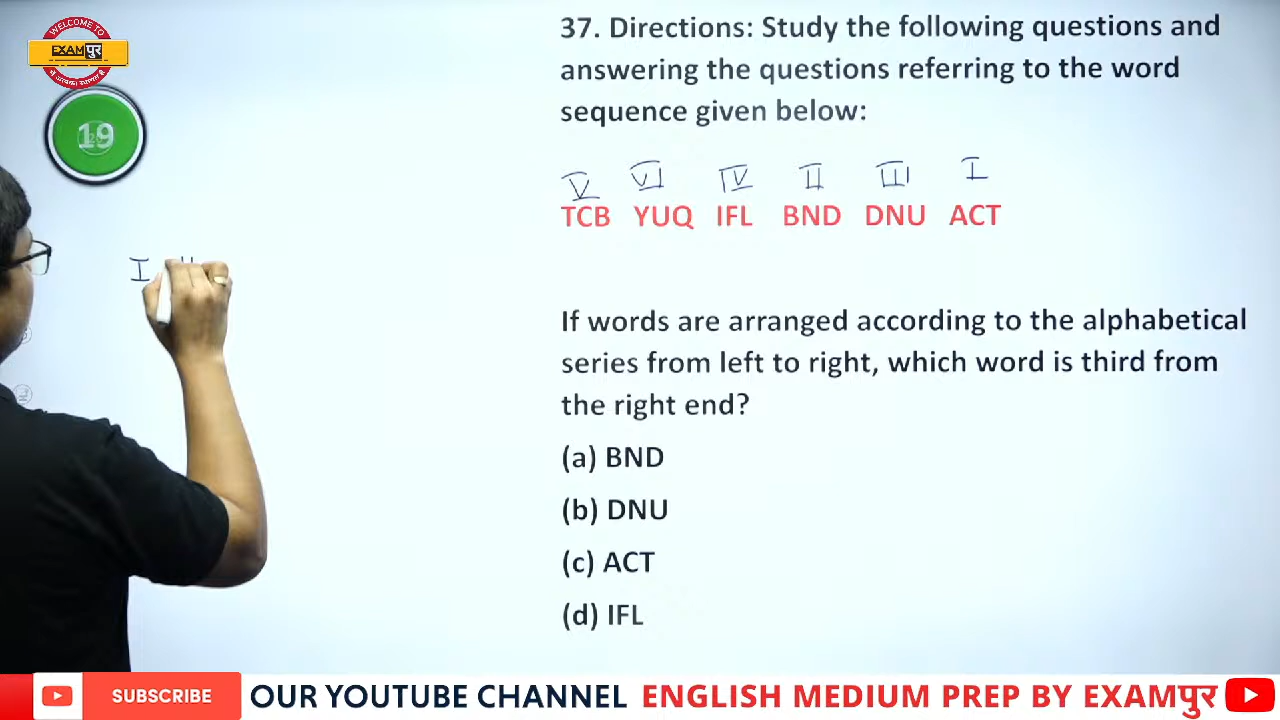 WELCOME TO
EXAMपुर
19
37. Directions: Study the following questions and
answering the questions referring to the word
sequence given below:
V VI IV II III I
TCB YUQ IFL BND DNU ACT
I
If words are arranged according to the alphabetical
series from left to right, which word is third from
the right end?
(a) BND
(b) DNU
(c) ACT
(d) IFL
SUBSCRIBE OUR YOUTUBE CHANNEL ENGLISH MEDIUM PREP BY EXAMपुर